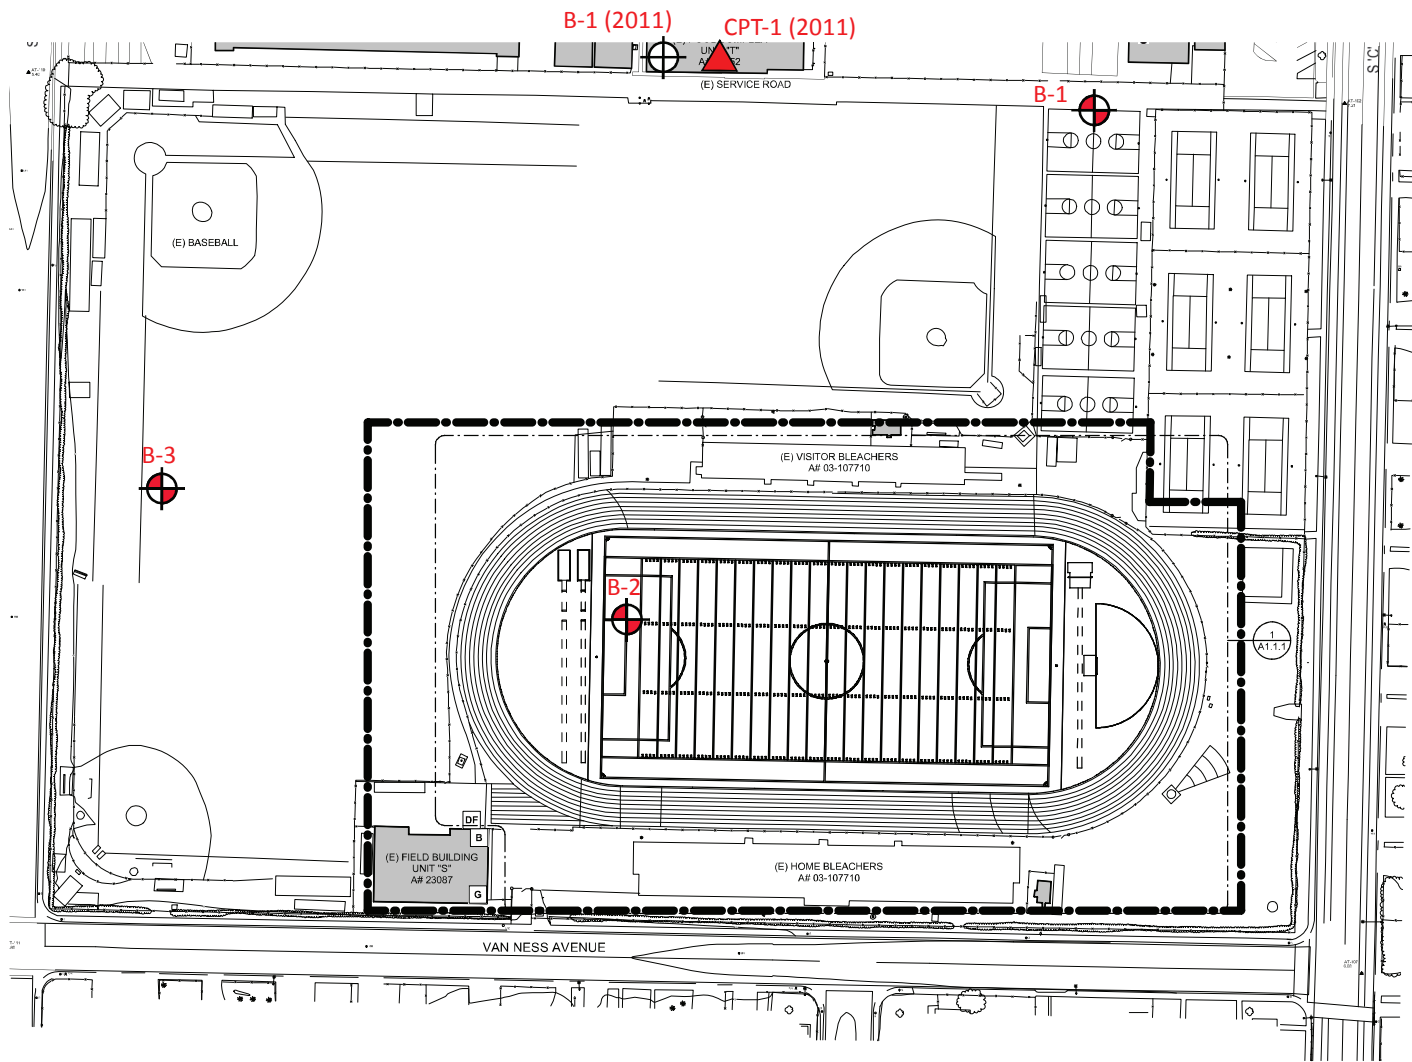 B-1 (2011)
CPT-1 (2011)
UNIT "T"
(E) SERVICE ROAD
B-1
(E) BASEBALL
B-3
(E) VISITOR BLEACHERS
A# 03-107710
B-2
1
A1.1.1
DF
B
(E) FIELD BUILDING
UNIT "S"
A# 23087
G
(E) HOME BLEACHERS
A# 03-107710
VAN NESS AVENUE